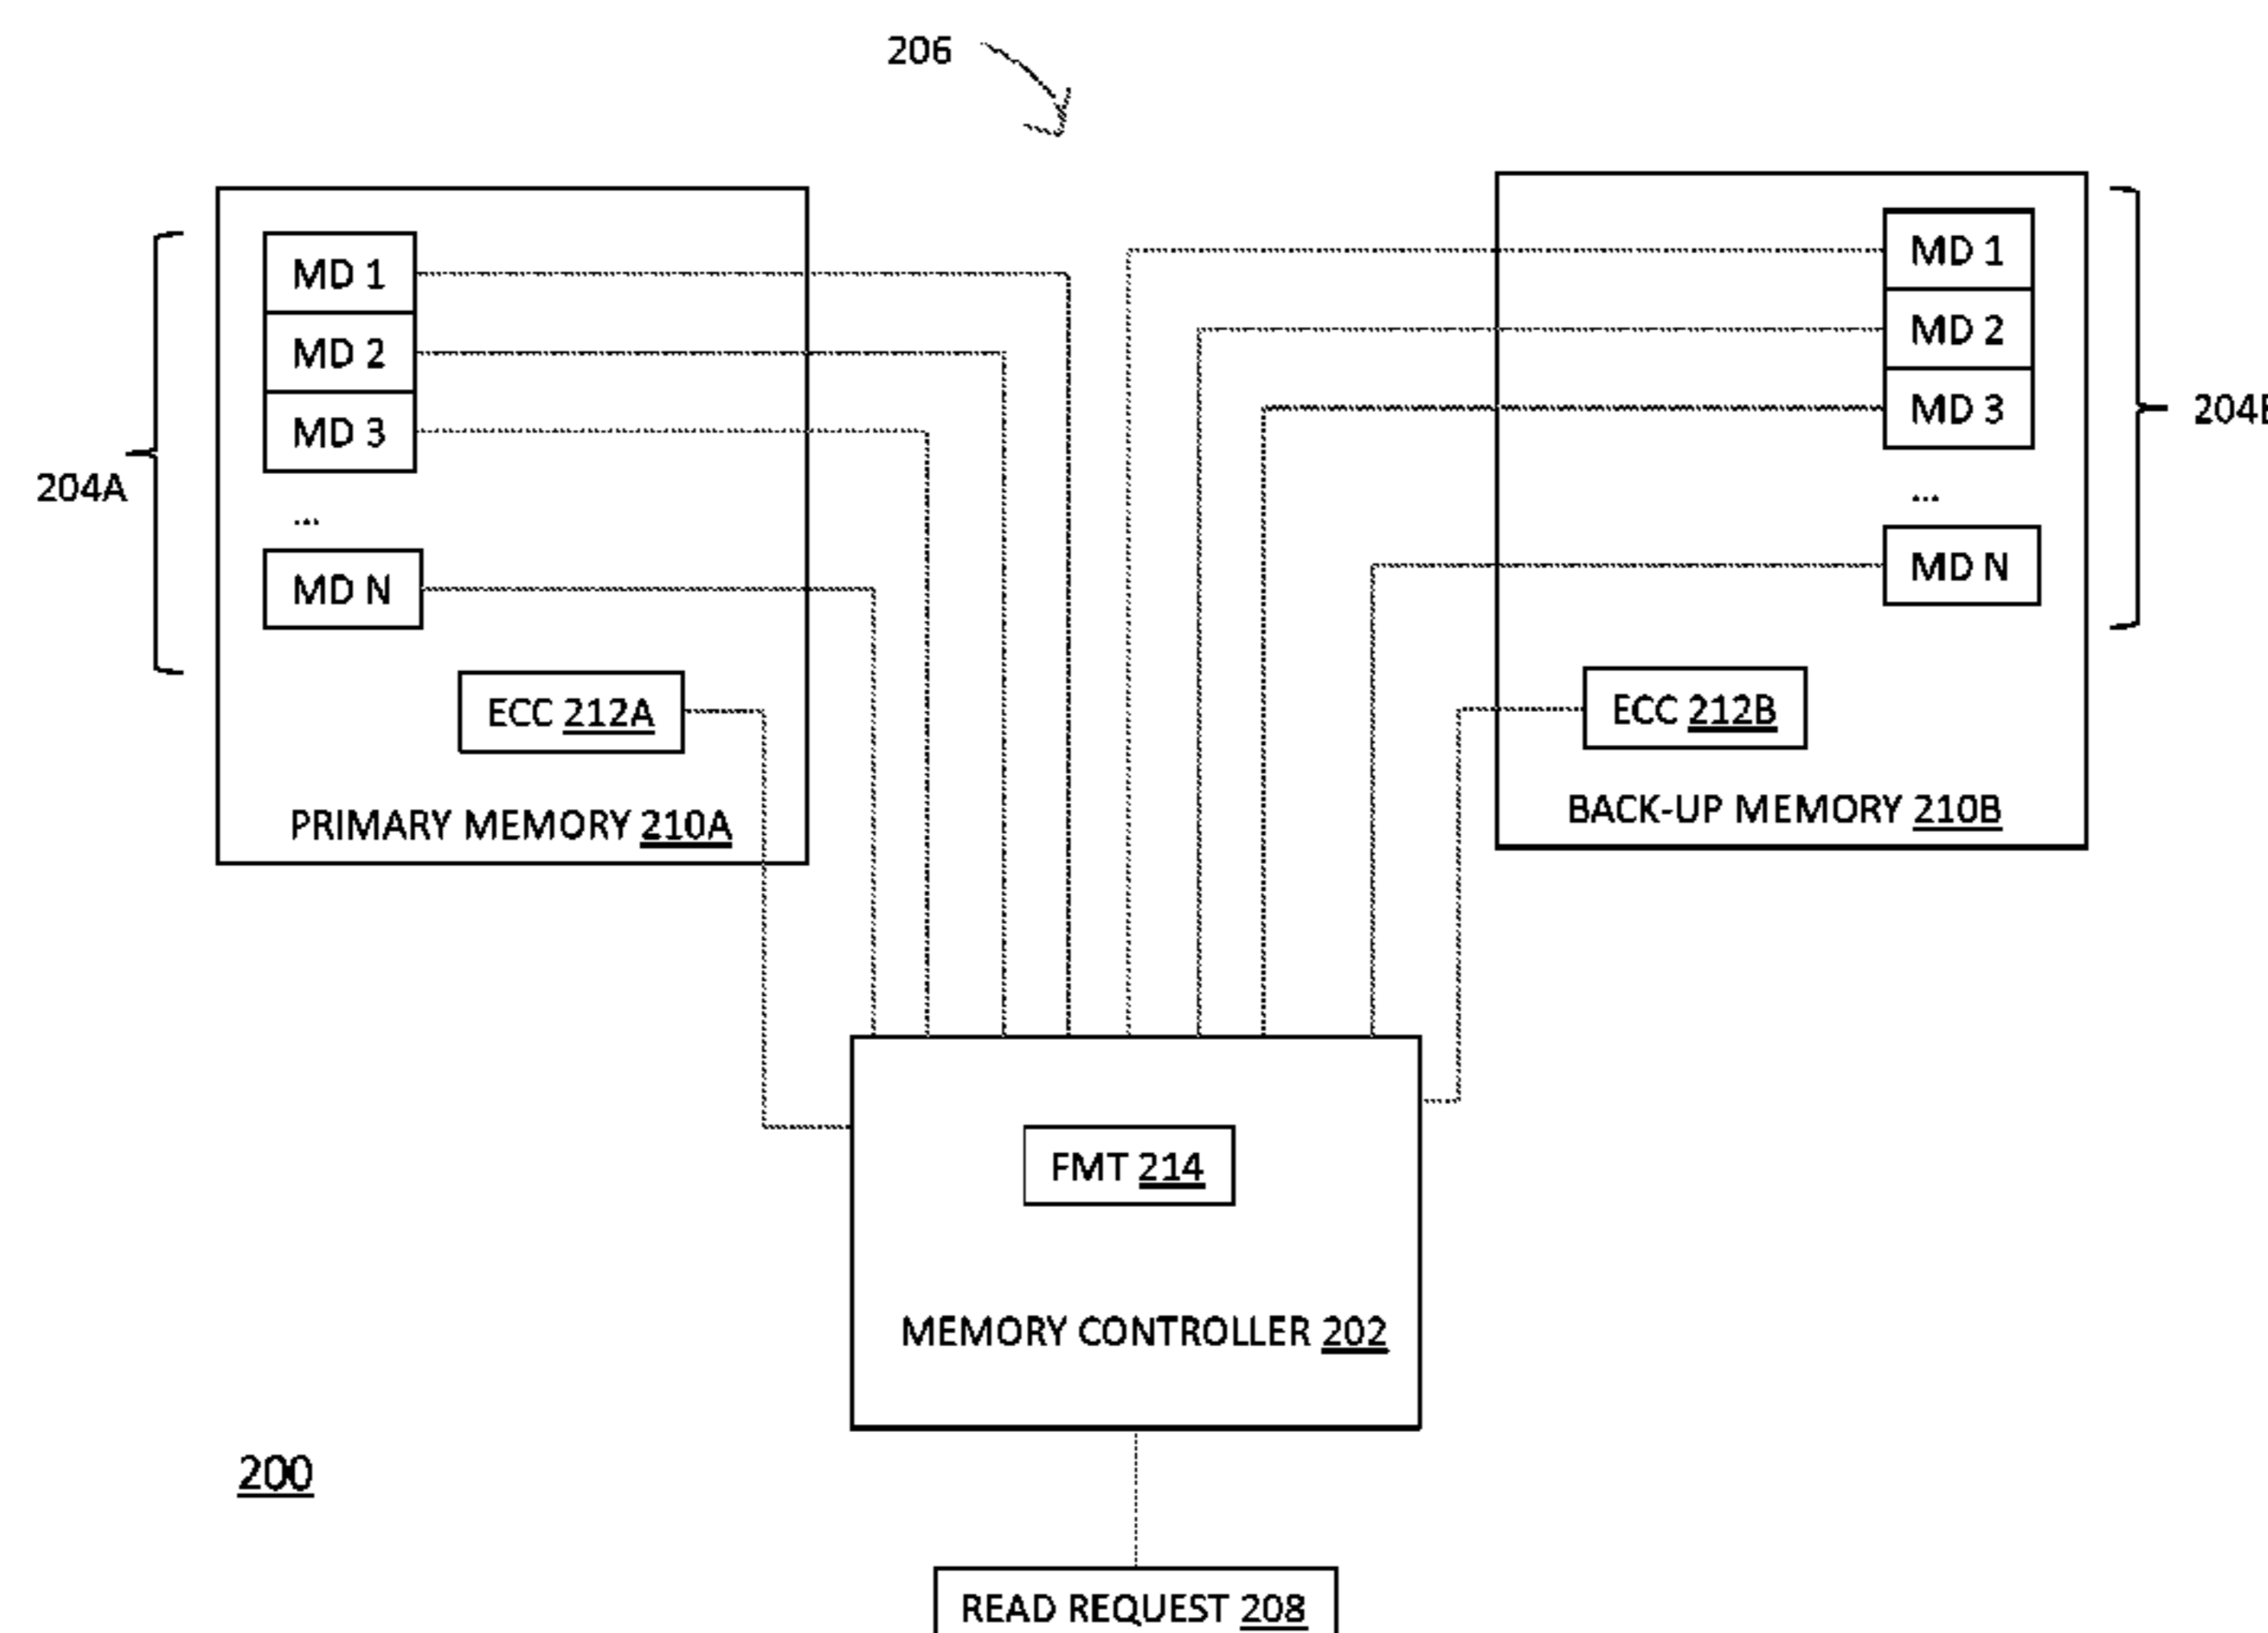 206
MD 1
MD 2
MD 3
...
MD N
204A
ECC 212A
PRIMARY MEMORY 210A
MD 1
MD 2
MD 3
...
MD N
204B
ECC 212B
BACK-UP MEMORY 210B
FMT 214
MEMORY CONTROLLER 202
200
READ REQUEST 208